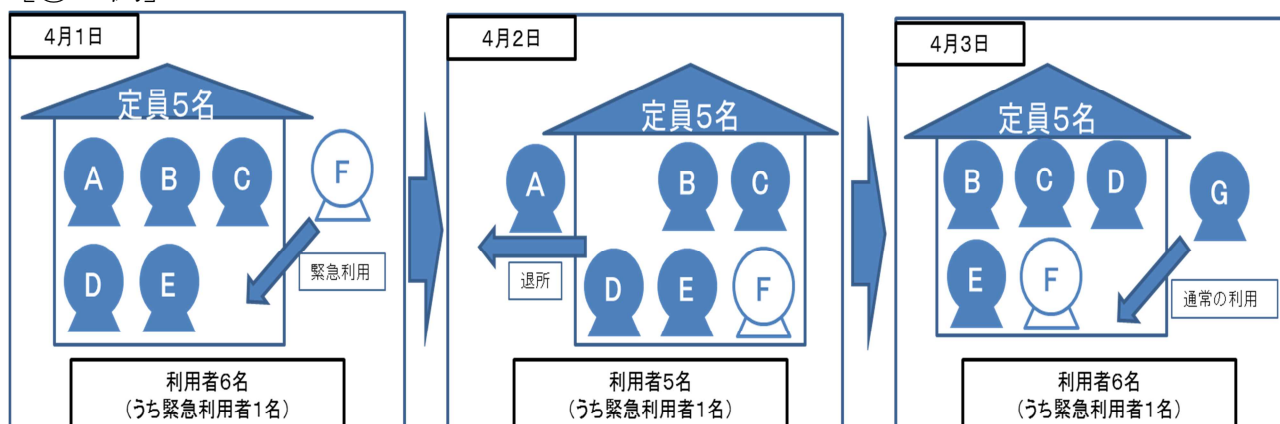 4月1日
定員5名
A B C
F
D E
緊急利用
利用者6名
(うち緊急利用者1名)
4月2日
定員5名
A
B C
退所
D E F
利用者5名
(うち緊急利用者1名)
4月3日
定員5名
B C D
G
E F
通常の利用
利用者6名
(うち緊急利用者1名)